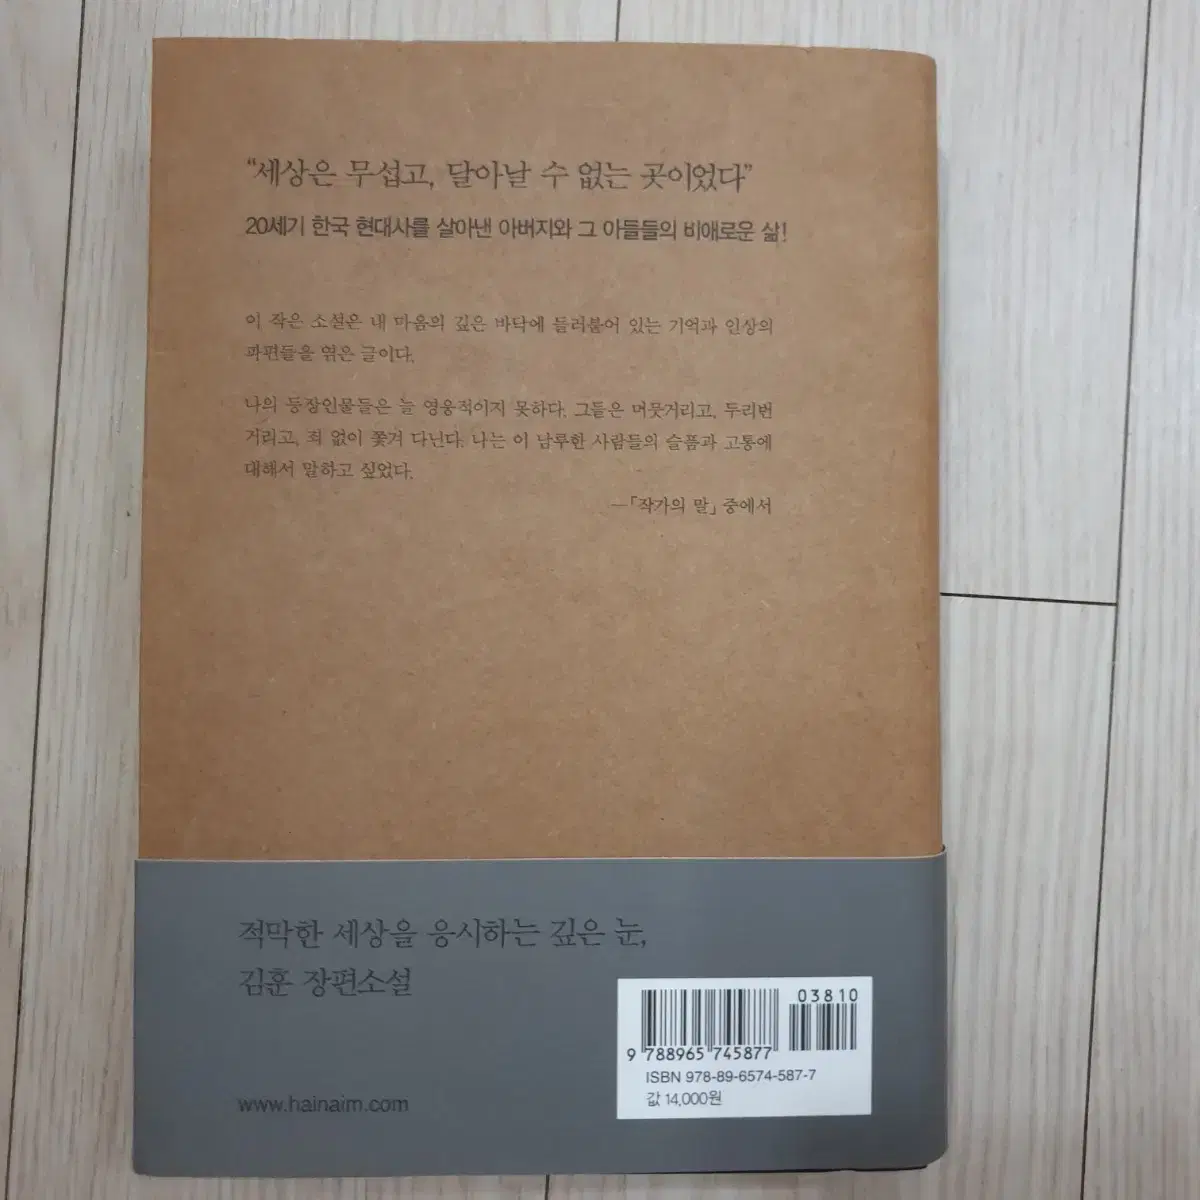 “세상은 무섭고, 달아날 수 없는 곳이었다”
20세기 한국 현대사를 살아낸 아버지와 그 아들들의 비애로운 삶!
이 작은 소설은 내 마음의 깊은 바닥에 들러붙어 있는 기억과 인상의
파편들을 엮은 글이다.
나의 등장인물들은 늘 영웅적이지 못하다. 그들은 머뭇거리고, 두리번
거리고, 죄 없이 쫓겨 다닌다. 나는 이 남루한 사람들의 슬픔과 고통에
대해서 말하고 싶었다.
—「작가의 말」 중에서
적막한 세상을 응시하는 깊은 눈,
김훈 장편소설
03810
9 788965 745877
ISBN 978-89-6574-587-7
값 14,000원
www.hainaim.com